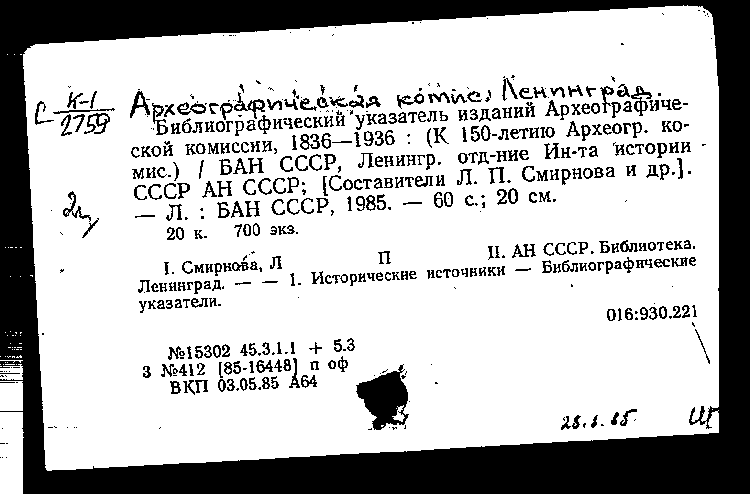 С К-1/2759
Археографическая комис., Ленинград.
Библиографический указатель изданий Археографиче-
ской комиссии, 1836—1936 : (К 150-летию Археогр. ко-
мис.) / БАН СССР, Ленингр. отд-ние Ин-та истории
СССР АН СССР; [Составители Л. П. Смирнова и др.].
— Л. : БАН СССР, 1985. — 60 с.; 20 см.
20 к. 700 экз.
I. Смирнова, Л П II. АН СССР. Библиотека.
Ленинград. — — 1. Исторические источники — Библиографические
указатели.
016:930.221
№15302 45.3.1.1 + 5.3
3 №412 [85-16448] п оф
ВКП 03.05.85 А64